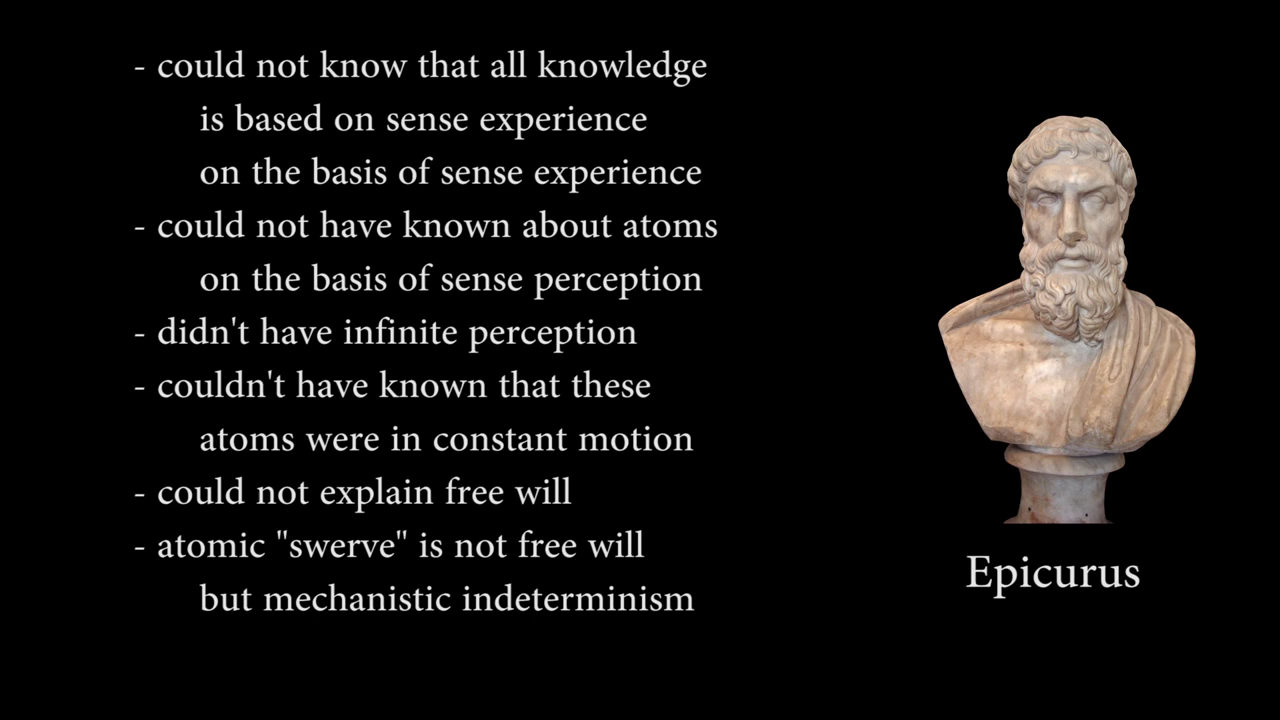 - could not know that all knowledge
is based on sense experience
on the basis of sense experience
- could not have known about atoms
on the basis of sense perception
- didn't have infinite perception
- couldn't have known that these
atoms were in constant motion
- could not explain free will
- atomic "swerve" is not free will
but mechanistic indeterminism
Epicurus